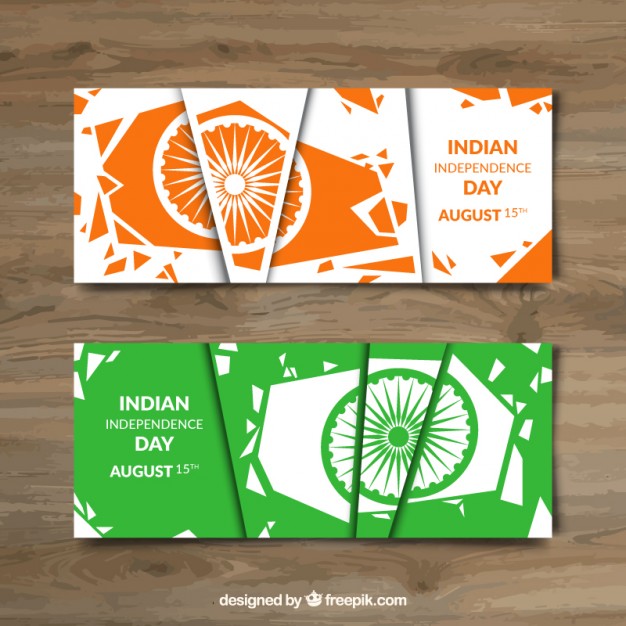 INDIAN
INDEPENDENCE
DAY
AUGUST 15TH
INDIAN
INDEPENDENCE
DAY
AUGUST 15TH
designed by freepik.com